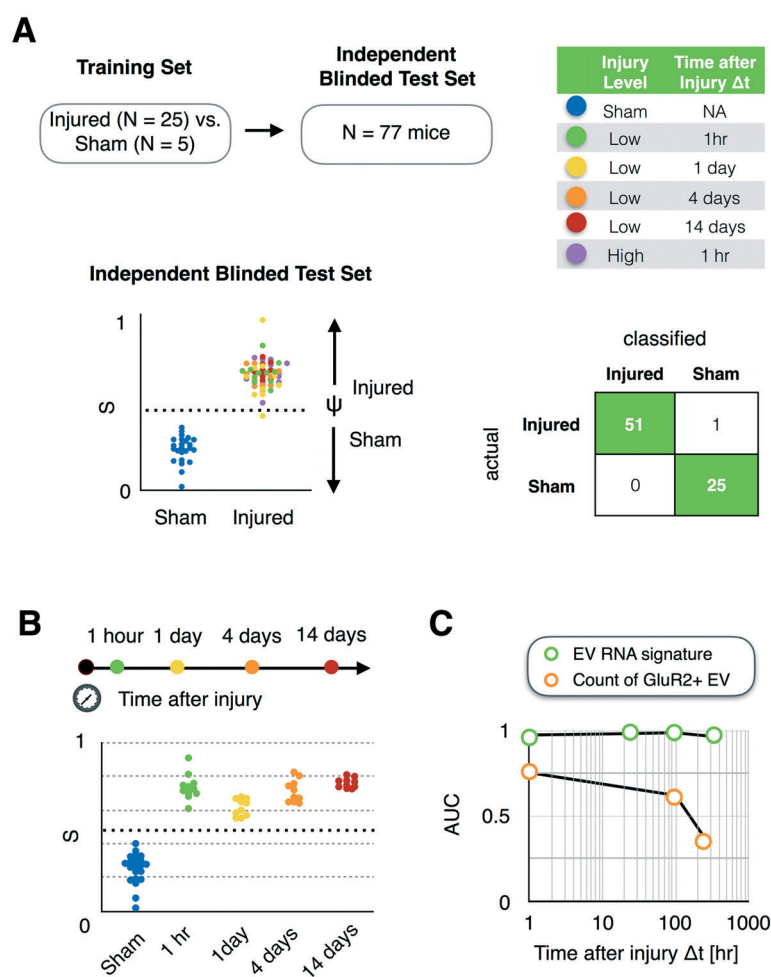 A
Training Set
Injured (N = 25) vs.
Sham (N = 5)
Independent
Blinded Test Set
N = 77 mice
Injury Level Time after Injury Δt
Sham NA
Low 1hr
Low 1 day
Low 4 days
Low 14 days
High 1 hr
Independent Blinded Test Set
1
S
0
Sham Injured
Injured
ψ
Sham
classified
Injured Sham
actual
Injured 51 1
Sham 0 25
B
1 hour 1 day 4 days 14 days
Time after injury
1
S
0
Sham 1 hr 1day 4 days 14 days
C
EV RNA signature
Count of GluR2+ EV
1
0.5
0
AUC
1 10 100 1000
Time after injury Δt [hr]